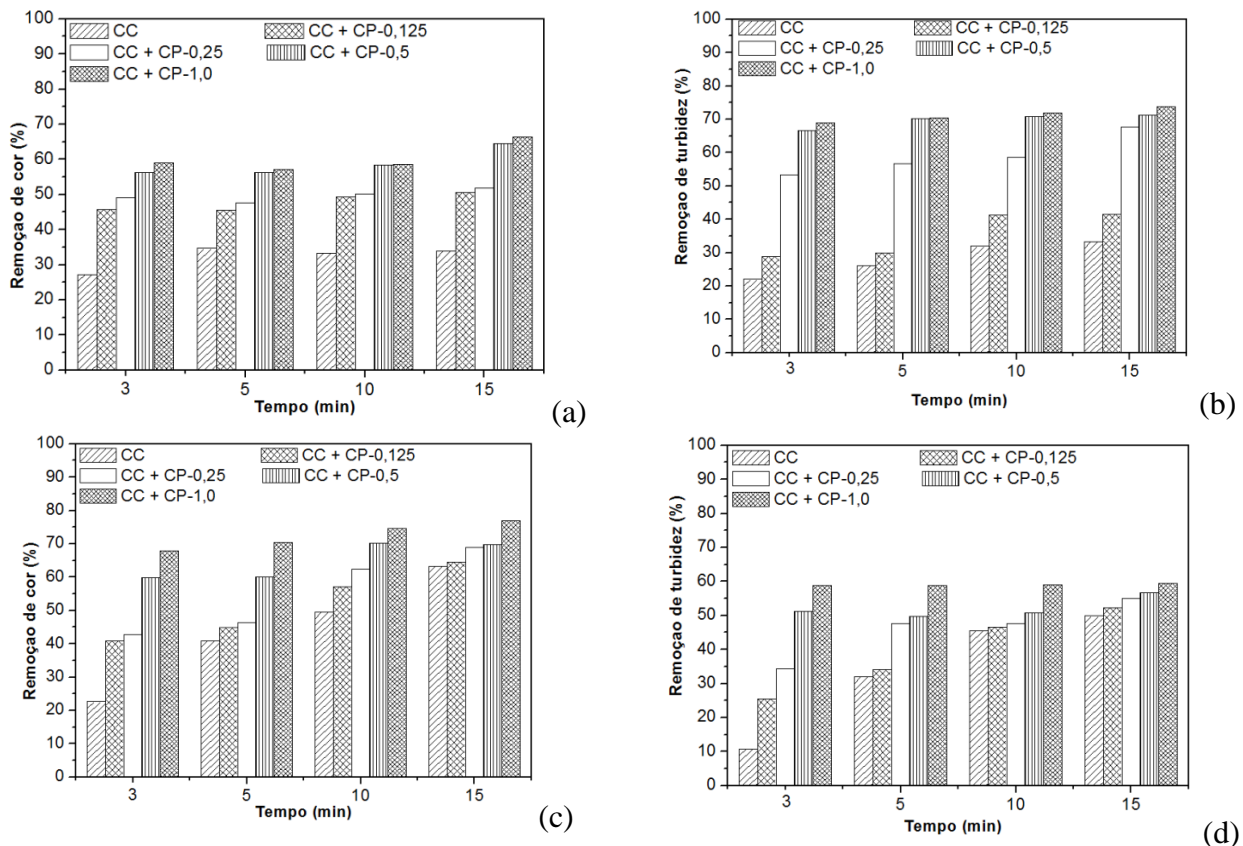 100
90
80
70
60
50
40
30
20
10
0
Remoçao de cor (%)
CC CC + CP-0,125
CC + CP-0,25 CC + CP-0,5
CC + CP-1,0
3 5 10 15
Tempo (min)
(a)
100
90
80
70
60
50
40
30
20
10
0
Remoçao de turbidez (%)
CC CC + CP-0,125
CC + CP-0,25 CC + CP-0,5
CC + CP-1,0
3 5 10 15
Tempo (min)
(b)
100
90
80
70
60
50
40
30
20
10
0
Remoçao de cor (%)
CC CC + CP-0,125
CC + CP-0,25 CC + CP-0,5
CC + CP-1,0
3 5 10 15
Tempo (min)
(c)
100
90
80
70
60
50
40
30
20
10
0
Remoçao de turbidez (%)
CC CC + CP-0,125
CC + CP-0,25 CC + CP-0,5
CC + CP-1,0
3 5 10 15
Tempo (min)
(d)